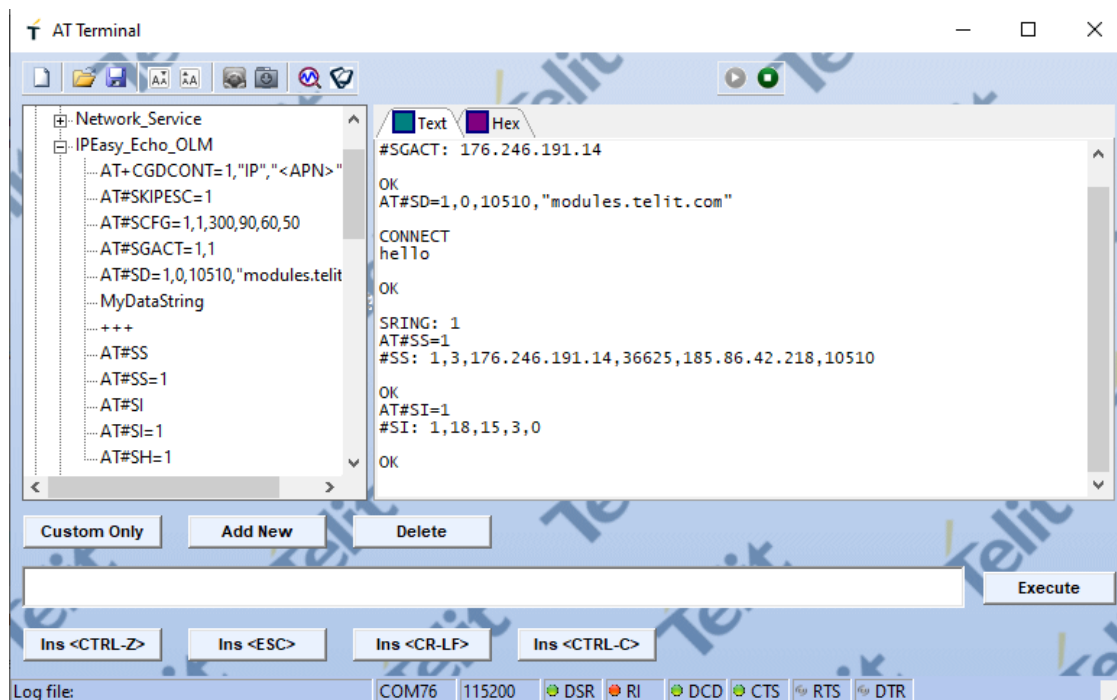 AT Terminal
Text Hex
Network_Service
IPEasy_Echo_OLM
AT+CGDCONT=1,"IP","<APN>"
AT#SKIPESC=1
AT#SCFG=1,1,300,90,60,50
AT#SGACT=1,1
AT#SD=1,0,10510,"modules.telit
MyDataString
+++
AT#SS
AT#SS=1
AT#SI
AT#SI=1
AT#SH=1
#SGACT: 176.246.191.14
OK
AT#SD=1,0,10510,"modules.telit.com"
CONNECT
hello
OK
SRING: 1
AT#SS=1
#SS: 1,3,176.246.191.14,36625,185.86.42.218,10510
OK
AT#SI=1
#SI: 1,18,15,3,0
OK
Custom Only Add New Delete
Execute
Ins <CTRL-Z> Ins <ESC> Ins <CR-LF> Ins <CTRL-C>
Log file: COM76 115200 DSR RI DCD CTS RTS DTR
Telit